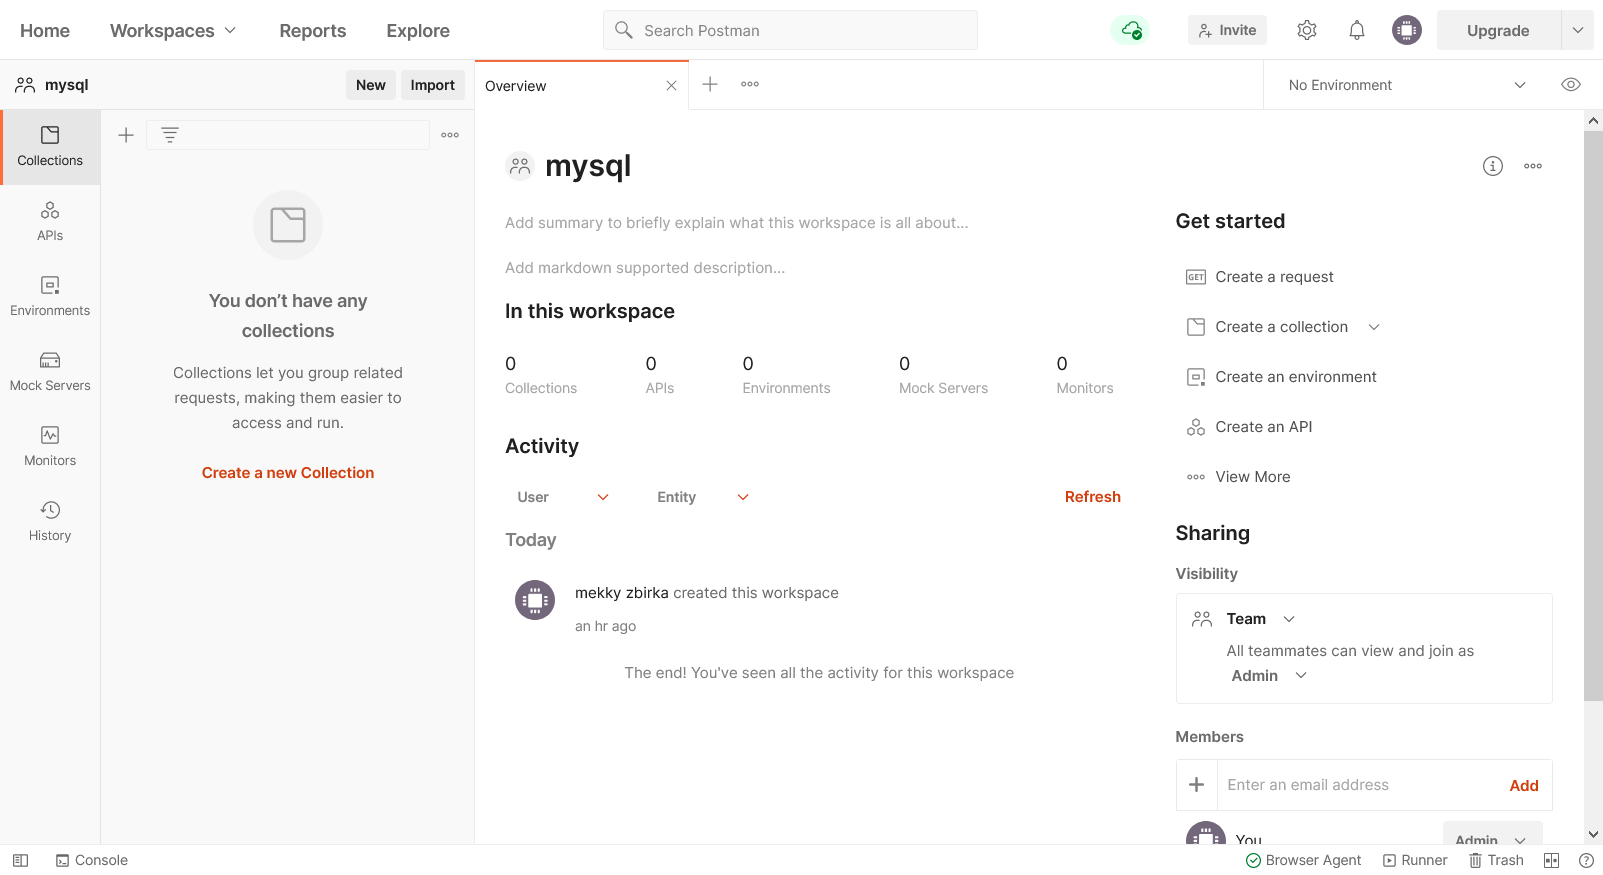 Home Workspaces Reports Explore Search Postman Invite Upgrade
mysql New Import Overview No Environment
Collections
APIs
Environments
Mock Servers
Monitors
History
You don’t have any
collections
Collections let you group related
requests, making them easier to
access and run.
Create a new Collection
mysql
Add summary to briefly explain what this workspace is all about...
Add markdown supported description...
In this workspace
0 0 0 0 0
Collections APIs Environments Mock Servers Monitors
Activity
User Entity Refresh
Today
mekky zbirka created this workspace
an hr ago
The end! You've seen all the activity for this workspace
Get started
GET Create a request
Create a collection
Create an environment
Create an API
View More
Sharing
Visibility
Team
All teammates can view and join as
Admin
Members
Enter an email address Add
You Admin
Console Browser Agent Runner Trash